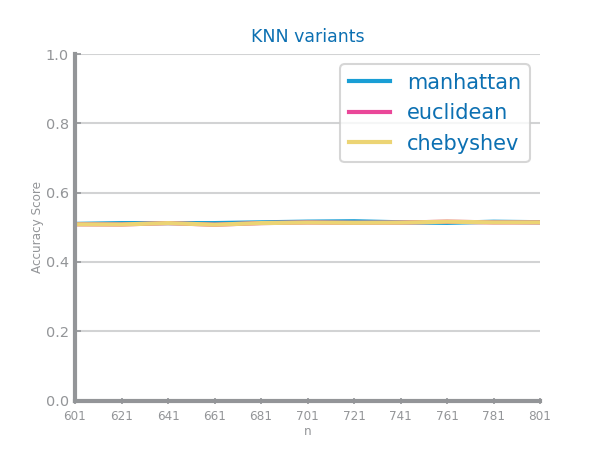 KNN variants
1.0
0.8
0.6
0.4
0.2
0.0
Accuracy Score
manhattan
euclidean
chebyshev
601 621 641 661 681 701 721 741 761 781 801
n